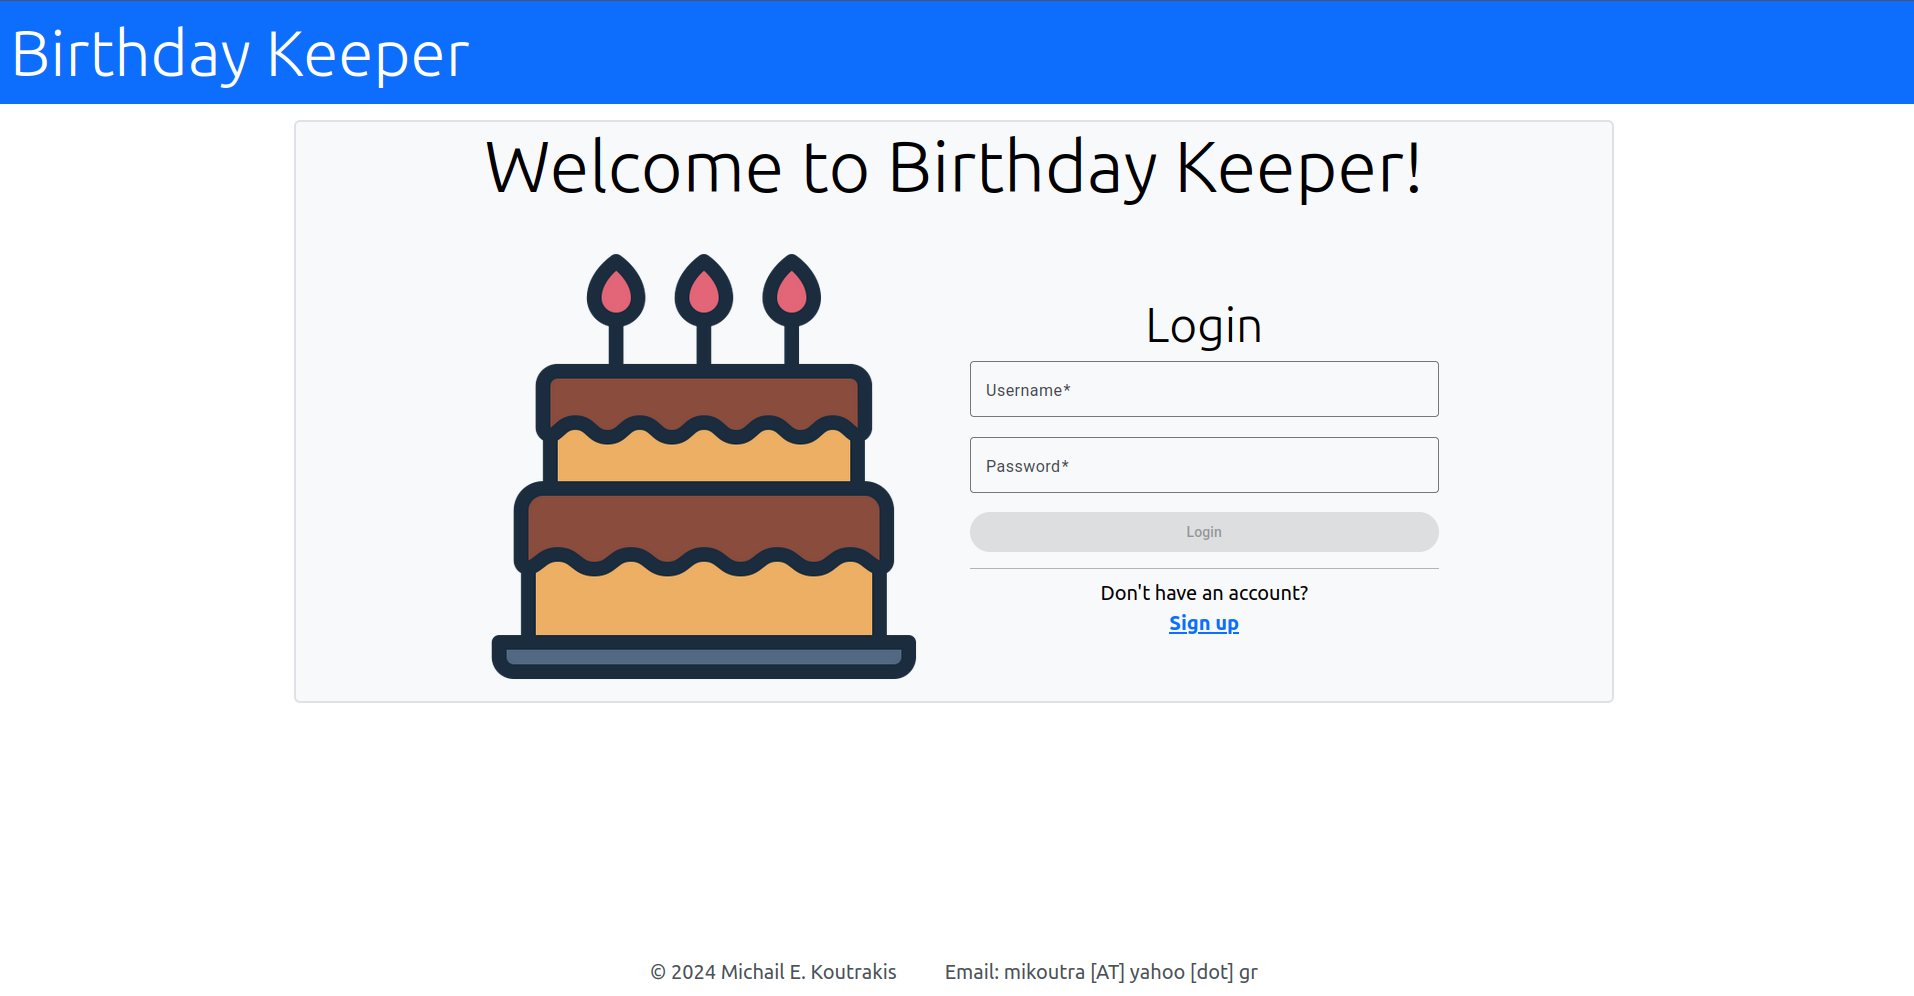 Birthday Keeper
Welcome to Birthday Keeper!
Login
Username*
Password*
Login
Don't have an account?
Sign up
© 2024 Michail E. Koutrakis Email: mikoutra [AT] yahoo [dot] gr